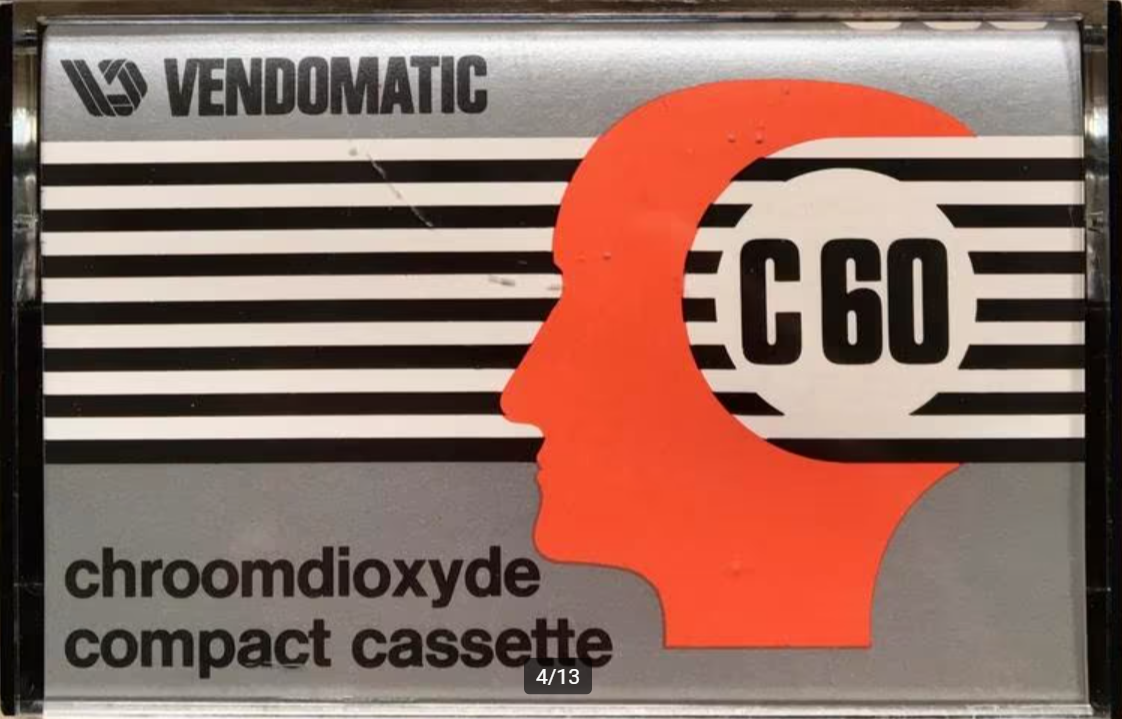 VENDOMATIC
C 60
chroomdioxyde
compact cassette
4/13